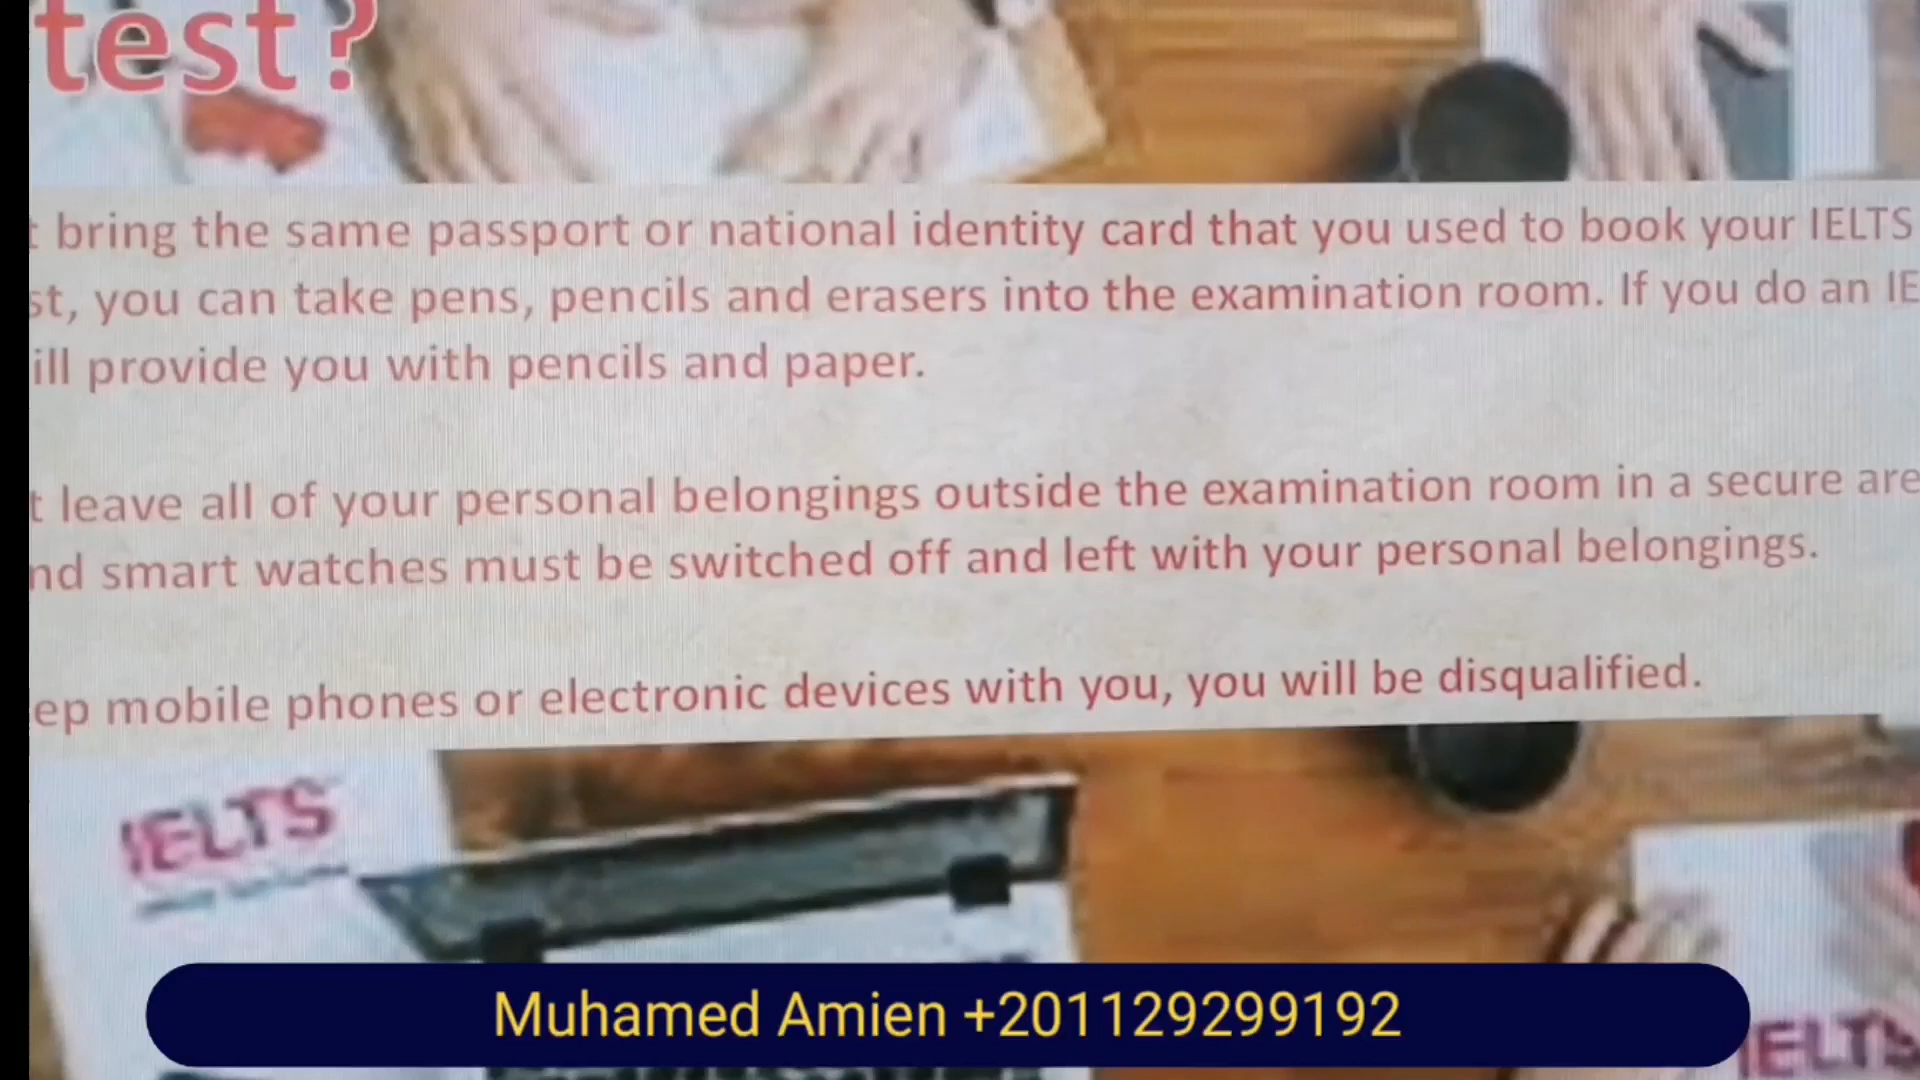 test?
bring the same passport or national identity card that you used to book your IELTS
st, you can take pens, pencils and erasers into the examination room. If you do an IE
ill provide you with pencils and paper.
t leave all of your personal belongings outside the examination room in a secure are
nd smart watches must be switched off and left with your personal belongings.
ep mobile phones or electronic devices with you, you will be disqualified.
IELTS
Muhamed Amien +201129299192
IELTS